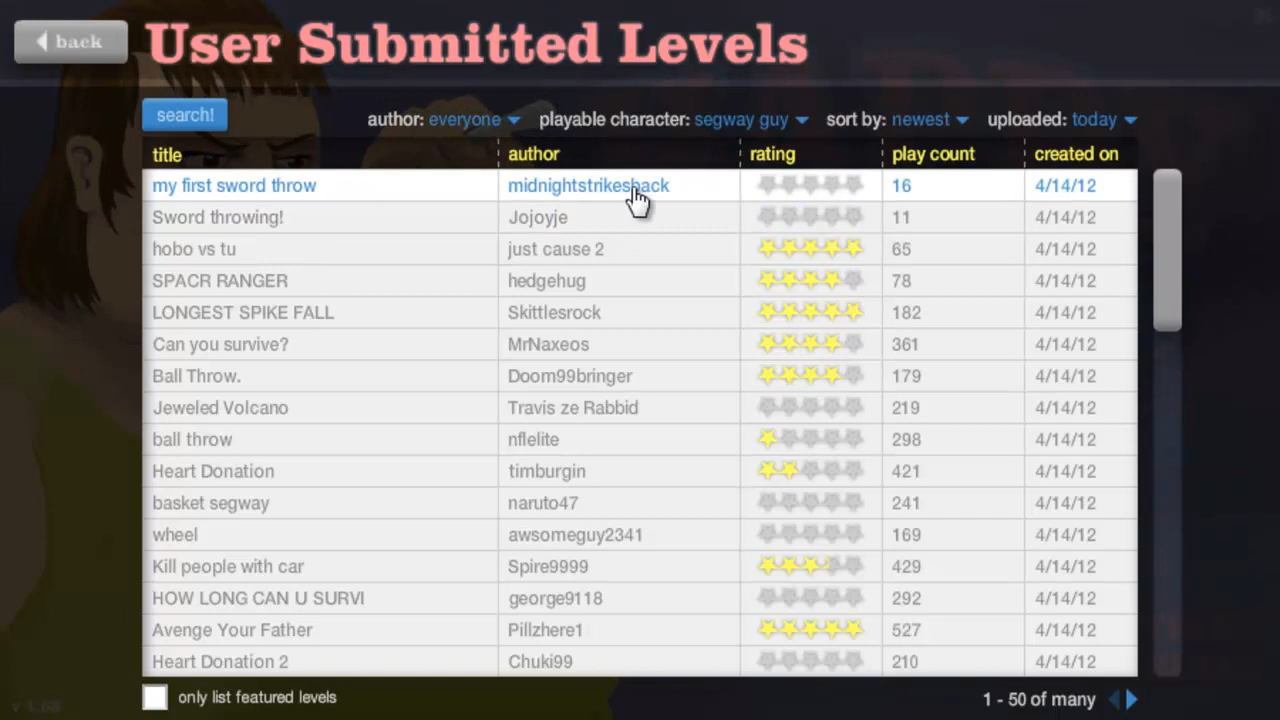 back
User Submitted Levels
search!
author: everyone playable character: segway guy sort by: newest uploaded: today
title author rating play count created on
my first sword throw midnightstrikesback 16 4/14/12
Sword throwing! Jojoyje 11 4/14/12
hobo vs tu just cause 2 65 4/14/12
SPACR RANGER hedgehug 78 4/14/12
LONGEST SPIKE FALL Skittlesrock 182 4/14/12
Can you survive? MrNaxeos 361 4/14/12
Ball Throw. Doom99bringer 179 4/14/12
Jeweled Volcano Travis ze Rabbid 219 4/14/12
ball throw nflelite 298 4/14/12
Heart Donation timburgin 421 4/14/12
basket segway naruto47 241 4/14/12
wheel awsomeguy2341 169 4/14/12
Kill people with car Spire9999 429 4/14/12
HOW LONG CAN U SURVI george9118 292 4/14/12
Avenge Your Father Pillzhere1 527 4/14/12
Heart Donation 2 Chuki99 210 4/14/12
only list featured levels 1 - 50 of many